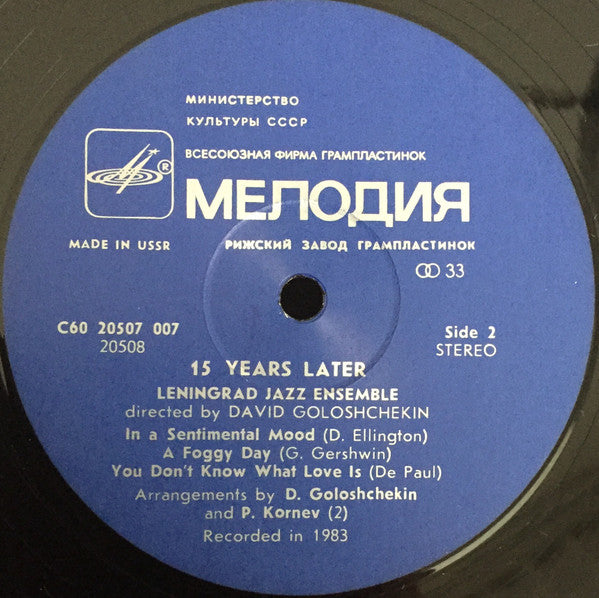 МИНИСТЕРСТВО
КУЛЬТУРЫ СССР
ВСЕСОЮЗНАЯ ФИРМА ГРАМПЛАСТИНОК
®
МЕЛОДИЯ
MADE IN USSR
РИЖСКИЙ ЗАВОД ГРАМПЛАСТИНОК
33
С60 20507 007
20508
Side 2
STEREO
15 YEARS LATER
LENINGRAD JAZZ ENSEMBLE
directed by DAVID GOLOSHCHEKIN
In a Sentimental Mood (D. Ellington)
A Foggy Day (G. Gershwin)
You Don't Know What Love Is (De Paul)
Arrangements by D. Goloshchekin
and P. Kornev (2)
Recorded in 1983